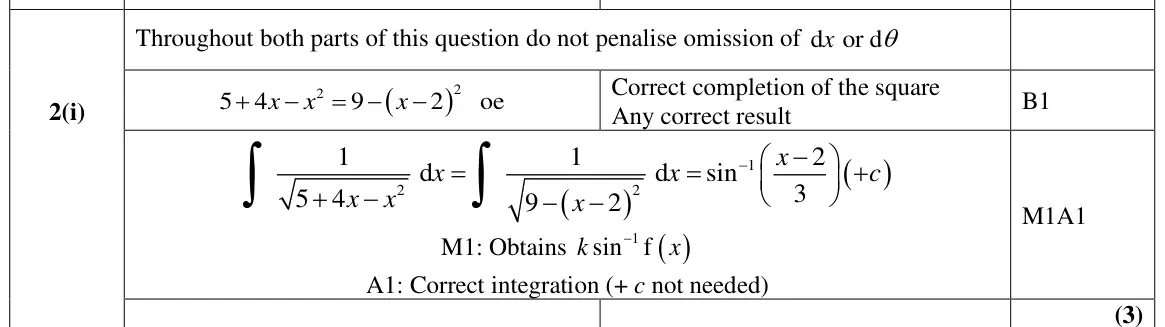 Throughout both parts of this question do not penalise omission of dx or dθ
2(i)
5 + 4x − x² = 9 − (x − 2)² oe
Correct completion of the square
Any correct result
B1
∫ 1/√(5 + 4x − x²) dx = ∫ 1/√(9 − (x − 2)²) dx = sin⁻¹((x − 2)/3)(+c)
M1: Obtains k sin⁻¹ f(x)
A1: Correct integration (+ c not needed)
M1A1
(3)